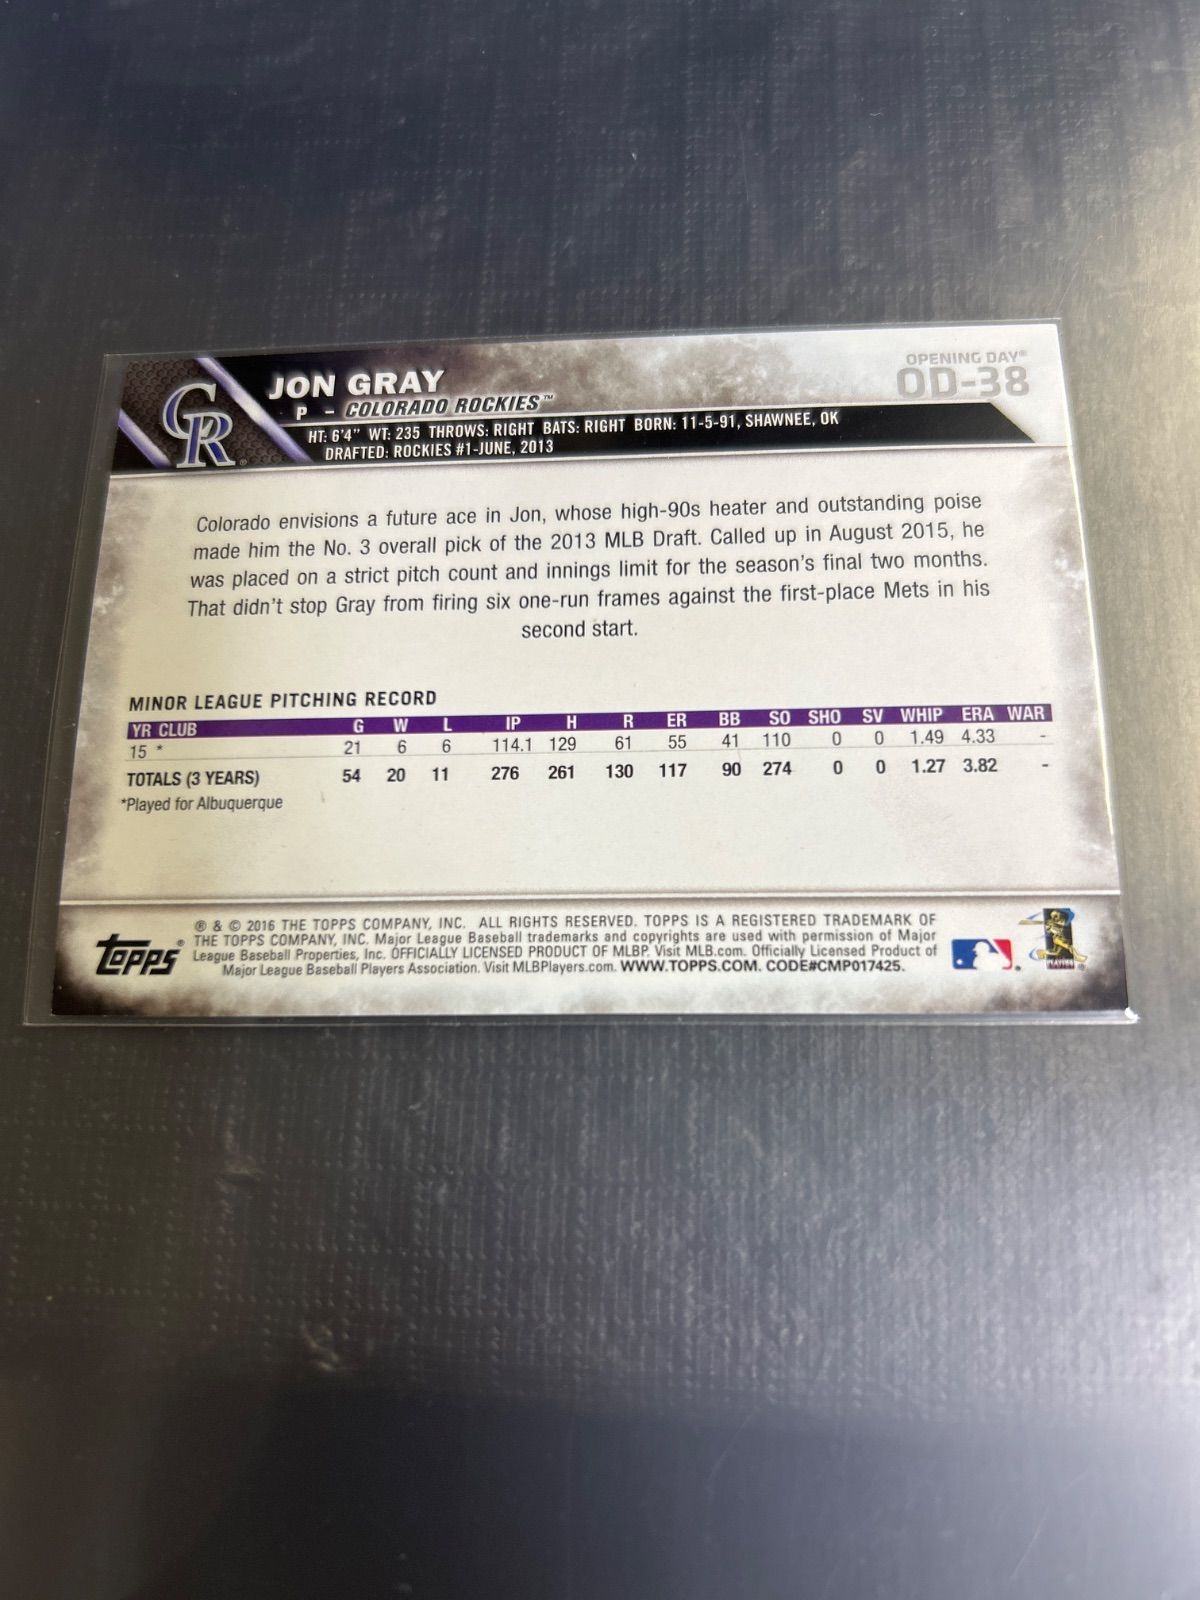 CR
JON GRAY
OPENING DAY®
OD-38
P – COLORADO ROCKIES™
HT: 6'4" WT: 235 THROWS: RIGHT BATS: RIGHT BORN: 11-5-91, SHAWNEE, OK
DRAFTED: ROCKIES #1-JUNE, 2013
Colorado envisions a future ace in Jon, whose high-90s heater and outstanding poise
made him the No. 3 overall pick of the 2013 MLB Draft. Called up in August 2015, he
was placed on a strict pitch count and innings limit for the season's final two months.
That didn't stop Gray from firing six one-run frames against the first-place Mets in his
second start.
MINOR LEAGUE PITCHING RECORD
YR CLUB G W L IP H R ER BB SO SHO SV WHIP ERA WAR
15 * 21 6 6 114.1 129 61 55 41 110 0 0 1.49 4.33 -
TOTALS (3 YEARS) 54 20 11 276 261 130 117 90 274 0 0 1.27 3.82 -
*Played for Albuquerque
Topps®
® & © 2016 THE TOPPS COMPANY, INC. ALL RIGHTS RESERVED. TOPPS IS A REGISTERED TRADEMARK OF
THE TOPPS COMPANY, INC. Major League Baseball trademarks and copyrights are used with permission of Major
League Baseball Properties, Inc. OFFICIALLY LICENSED PRODUCT OF MLBP. Visit MLB.com. Officially Licensed Product of
Major League Baseball Players Association. Visit MLBPlayers.com. WWW.TOPPS.COM. CODE#CMP017425.
PLAYERS